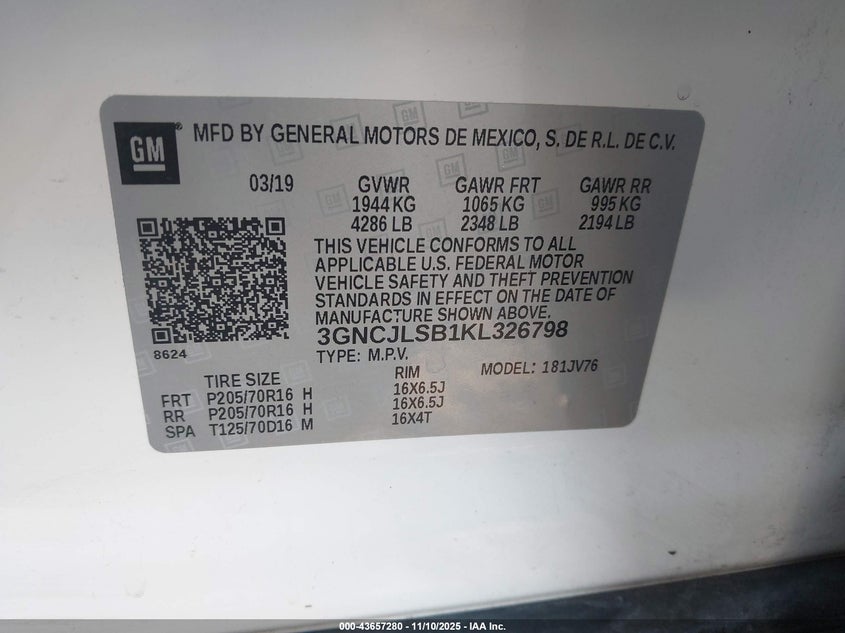 GM ® MFD BY GENERAL MOTORS DE MEXICO, S. DE R.L. DE C.V.
03/19 GVWR GAWR FRT GAWR RR
1944 KG 1065 KG 995 KG
4286 LB 2348 LB 2194 LB
THIS VEHICLE CONFORMS TO ALL
APPLICABLE U.S. FEDERAL MOTOR
VEHICLE SAFETY AND THEFT PREVENTION
STANDARDS IN EFFECT ON THE DATE OF
MANUFACTURE SHOWN ABOVE.
3GNCJLSB1KL326798
8624
TYPE: M.P.V. MODEL: 181JV76
TIRE SIZE RIM
FRT P205/70R16 H 16X6.5J
RR P205/70R16 H 16X6.5J
SPA T125/70D16 M 16X4T
000-43657280 - 11/10/2025 - IAA Inc.